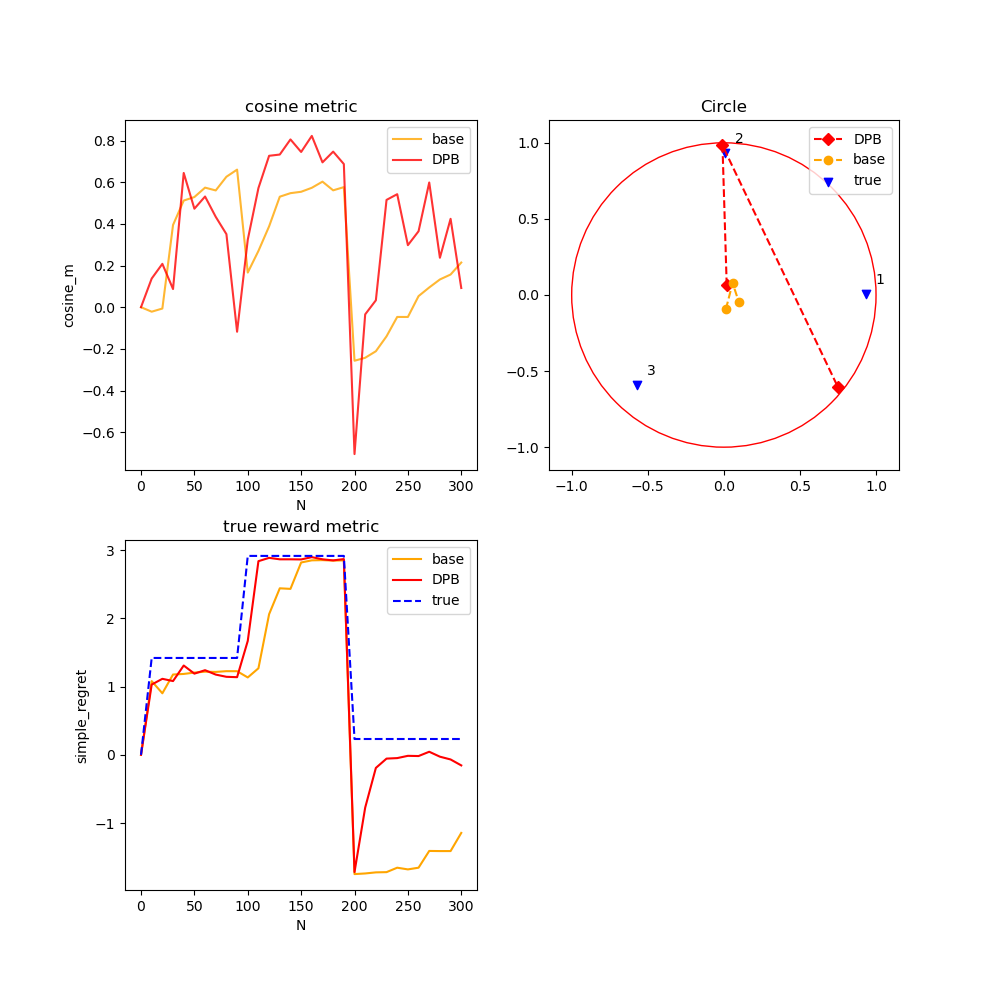 cosine metric
cosine_m
0.8
0.6
0.4
0.2
0.0
−0.2
−0.4
−0.6
0 50 100 150 200 250 300
N
base
DPB
Circle
1.0
0.5
0.0
−0.5
−1.0
−1.0 −0.5 0.0 0.5 1.0
2
1
3
DPB
base
true
true reward metric
simple_regret
3
2
1
0
−1
0 50 100 150 200 250 300
N
base
DPB
true